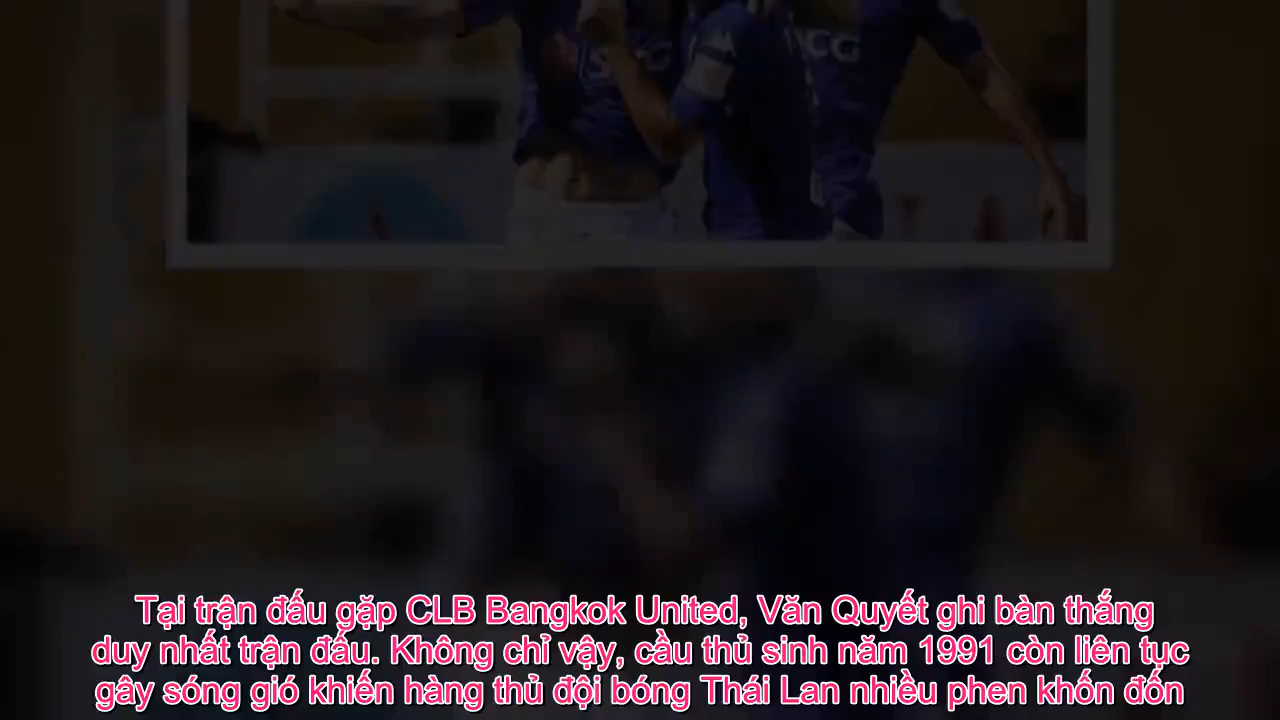 SCG
CG
Tại trận đấu gặp CLB Bangkok United, Văn Quyết ghi bàn thắng
duy nhất trận đấu. Không chỉ vậy, cầu thủ sinh năm 1991 còn liên tục
gây sóng gió khiến hàng thủ đội bóng Thái Lan nhiều phen khốn đốn